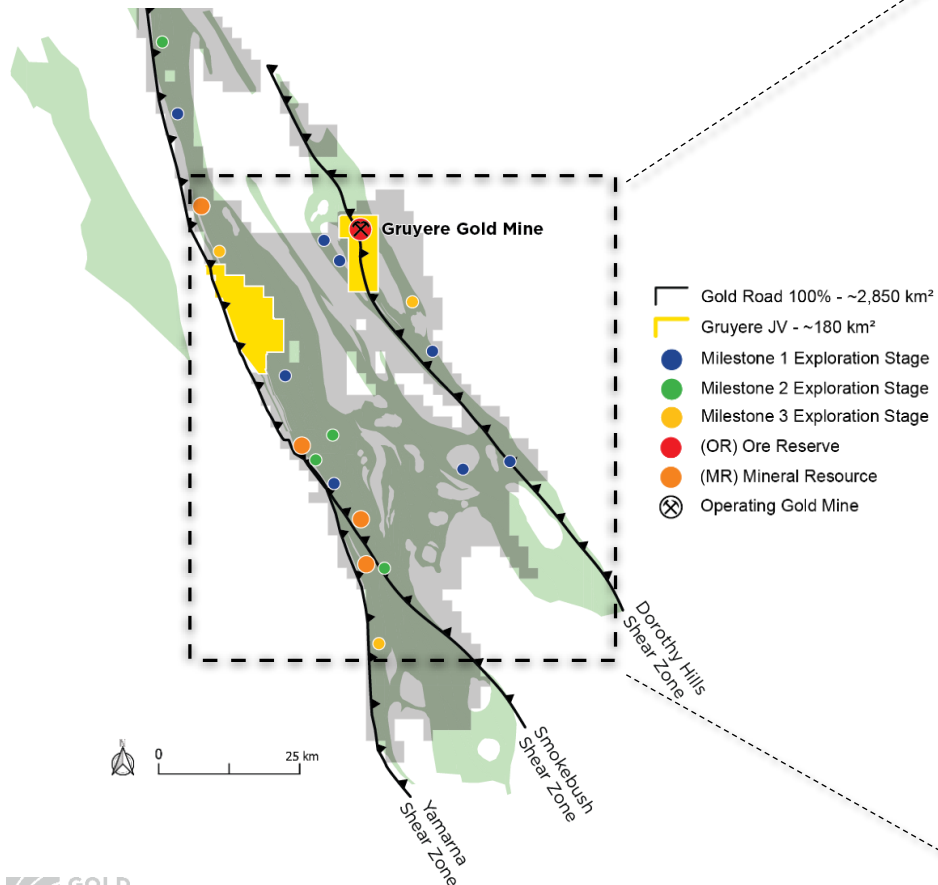 Gruyere Gold Mine
Gold Road 100% - ~2,850 km²
Gruyere JV - ~180 km²
Milestone 1 Exploration Stage
Milestone 2 Exploration Stage
Milestone 3 Exploration Stage
(OR) Ore Reserve
(MR) Mineral Resource
Operating Gold Mine
Dorothy Hills
Shear Zone
Smokebush
Shear Zone
Yamarna
Shear Zone
N
0
25 km
GOLD